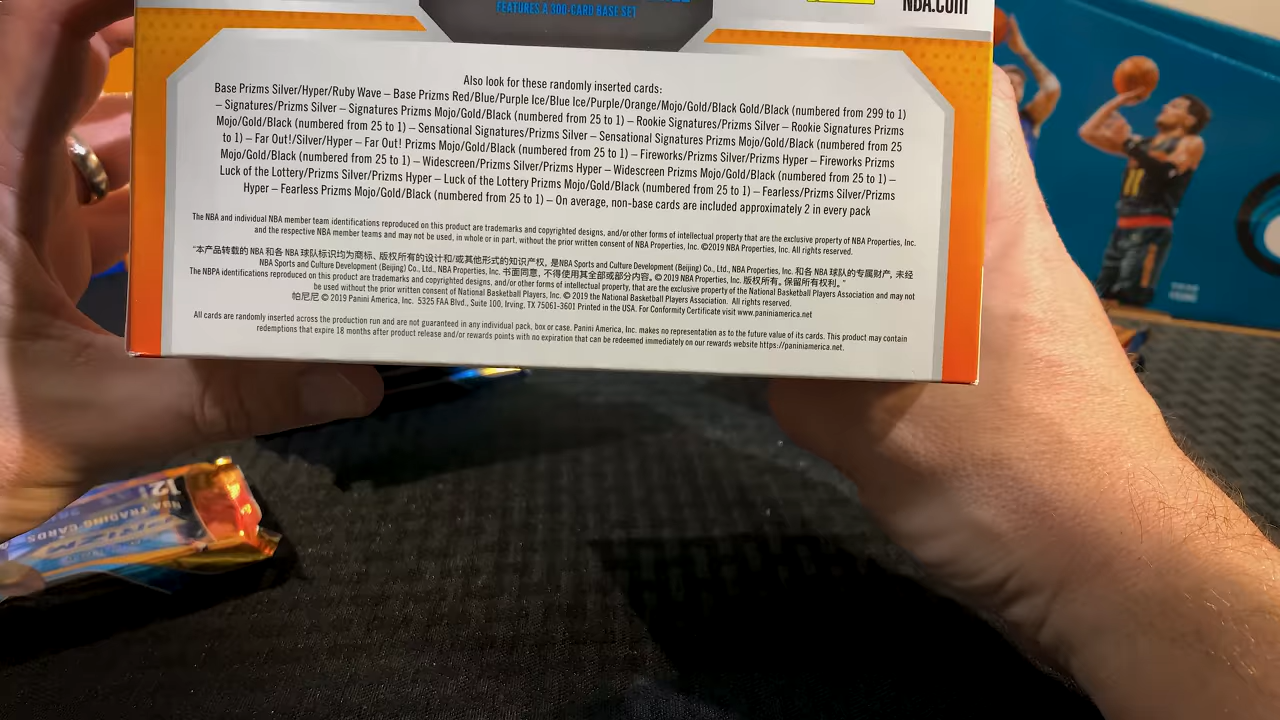 NBA.com
FEATURES A 300-CARD BASE SET
Also look for these randomly inserted cards:
Base Prizms Silver/Hyper/Ruby Wave – Base Prizms Red/Blue/Purple Ice/Blue Ice/Purple/Orange/Mojo/Gold/Black Gold/Black (numbered from 299 to 1)
– Signatures/Prizms Silver – Signatures Prizms Mojo/Gold/Black (numbered from 25 to 1) – Rookie Signatures/Prizms Silver – Rookie Signatures Prizms
Mojo/Gold/Black (numbered from 25 to 1) – Sensational Signatures/Prizms Silver – Sensational Signatures Prizms Mojo/Gold/Black (numbered from 25
to 1) – Far Out!/Silver/Hyper – Far Out! Prizms Mojo/Gold/Black (numbered from 25 to 1) – Fireworks/Prizms Silver/Prizms Hyper – Fireworks Prizms
Mojo/Gold/Black (numbered from 25 to 1) – Widescreen/Prizms Silver/Prizms Hyper – Widescreen Prizms Mojo/Gold/Black (numbered from 25 to 1) –
Luck of the Lottery/Prizms Silver/Prizms Hyper – Luck of the Lottery Prizms Mojo/Gold/Black (numbered from 25 to 1) – Fearless/Prizms Silver/Prizms
Hyper – Fearless Prizms Mojo/Gold/Black (numbered from 25 to 1) – On average, non-base cards are included approximately 2 in every pack
The NBA and individual NBA member team identifications reproduced on this product are trademarks and copyrighted designs, and/or other forms of intellectual property that are the exclusive property of NBA Properties, Inc.
and the respective NBA member teams and may not be used, in whole or in part, without the prior written consent of NBA Properties, Inc. ©2019 NBA Properties, Inc. All rights reserved.
“本产品转载的 NBA 和各 NBA 球队标识均为商标、版权所有的设计和/或其他形式的知识产权, 是NBA Sports and Culture Development (Beijing) Co., Ltd., NBA Properties, Inc. 和各 NBA 球队的专属财产, 未经
NBA Sports and Culture Development (Beijing) Co., Ltd., NBA Properties, Inc. 书面同意, 不得使用其全部或部分内容。© 2019 NBA Properties, Inc. 版权所有。保留所有权利。”
The NBPA identifications reproduced on this product are trademarks and copyrighted designs, and/or other forms of intellectual property, that are the exclusive property of the National Basketball Players Association and may not
be used without prior written consent of National Basketball Players, Inc. © 2019 the National Basketball Players Association. All rights reserved.
帕尼尼 © 2019 Panini America, Inc. 5325 FAA Blvd., Suite 100, Irving, TX 75061-3601 Printed in the USA. For Conformity Certificate visit www.paniniamerica.net
All cards are randomly inserted across the production run and are not guaranteed in any individual pack, box or case. Panini America, Inc. makes no representation as to the future value of its cards. This product may contain
redemptions that expire 18 months after product release and/or rewards points with no expiration that can be redeemed immediately on our rewards website https://paniniamerica.net.
12
NBA TRADING CARDS